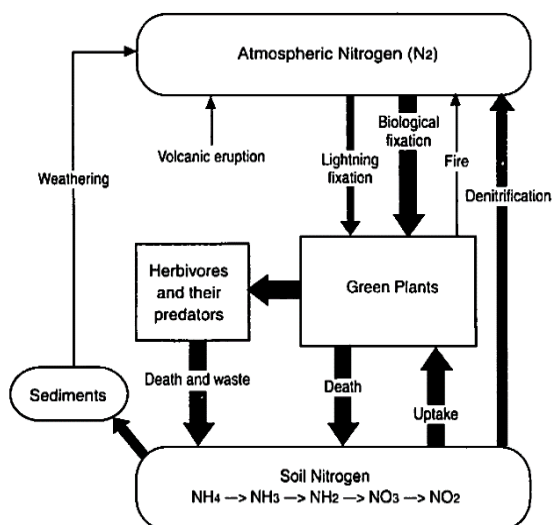 Atmospheric Nitrogen (N2)
Volcanic eruption
Weathering
Lightning
fixation
Biological
fixation
Fire
Denitrification
Herbivores
and their
predators
Green Plants
Sediments
Death and waste
Death
Uptake
Soil Nitrogen
NH4 —> NH3 —> NH2 —> NO3 —> NO2